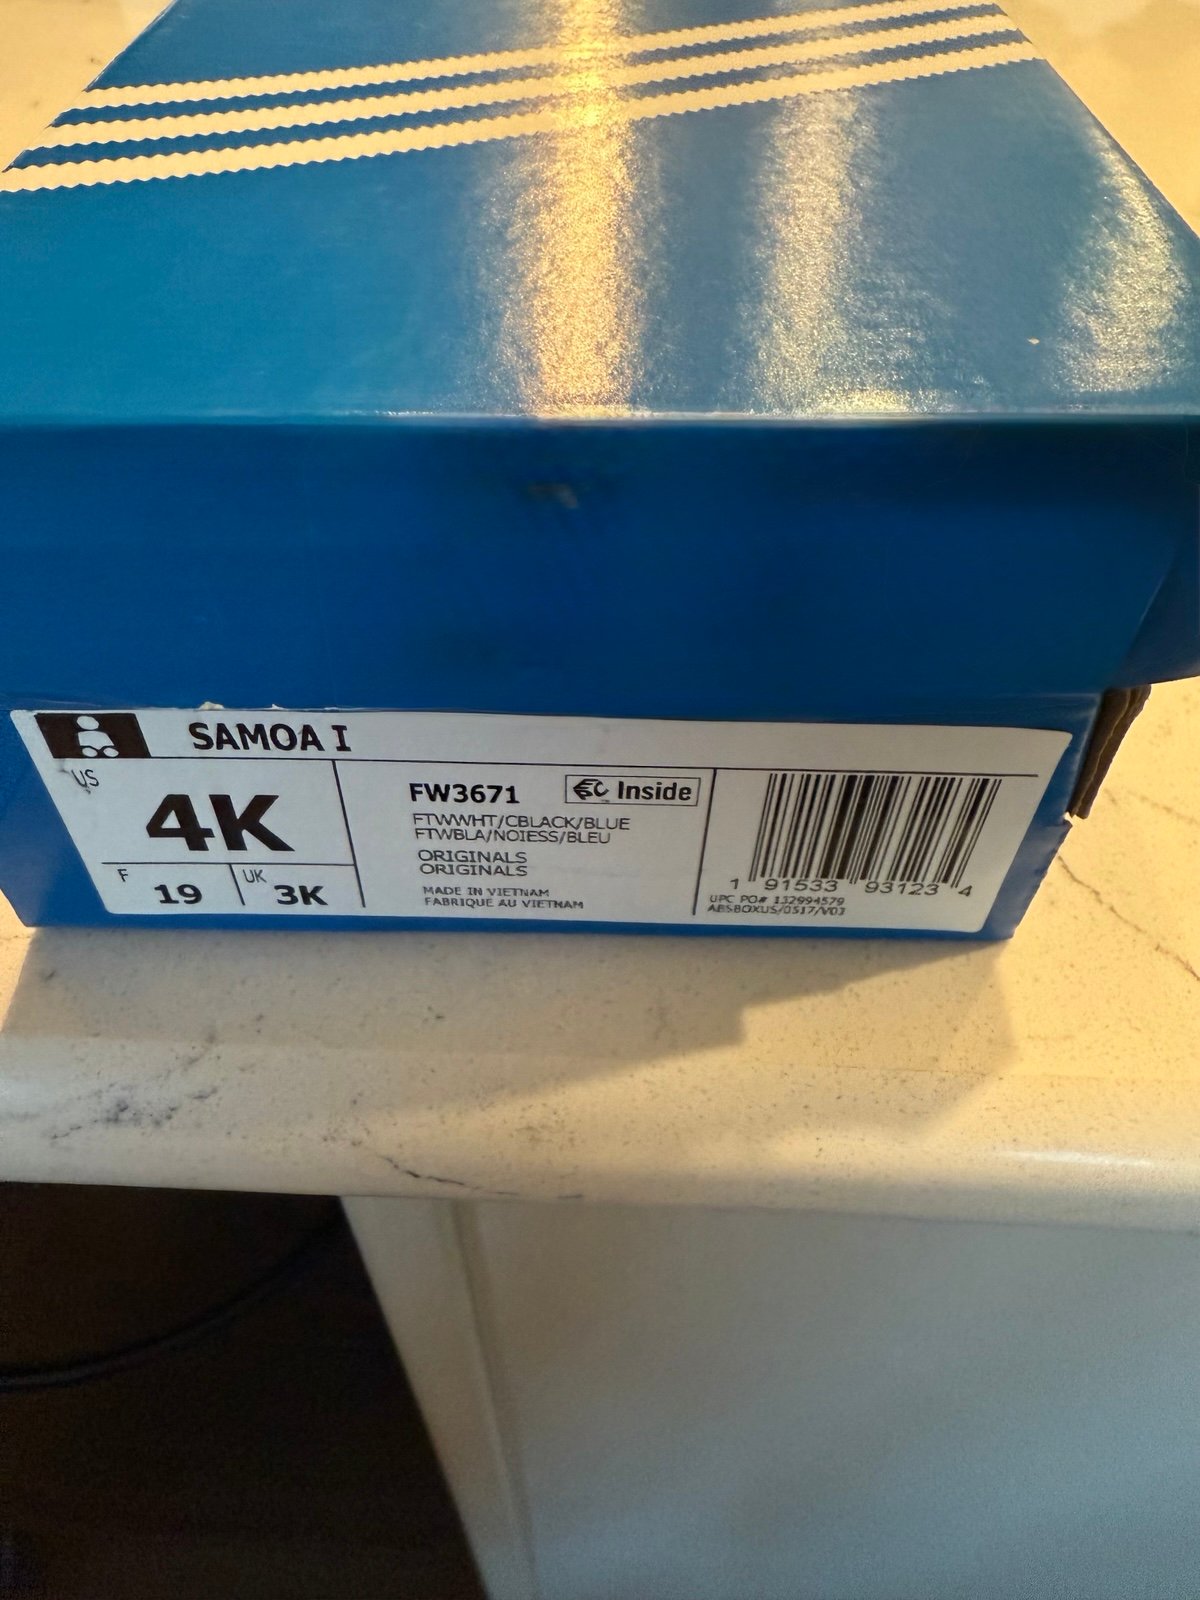 SAMOA I
US
4K
F
19
UK
3K
FW3671
Inside
FTWWHT/CBLACK/BLUE
FTWBLA/NOIESS/BLEU
ORIGINALS
ORIGINALS
MADE IN VIETNAM
FABRIQUE AU VIETNAM
1 91533 93123 4
UPC PO# 132994579
ABSBOXUS/0517/V03